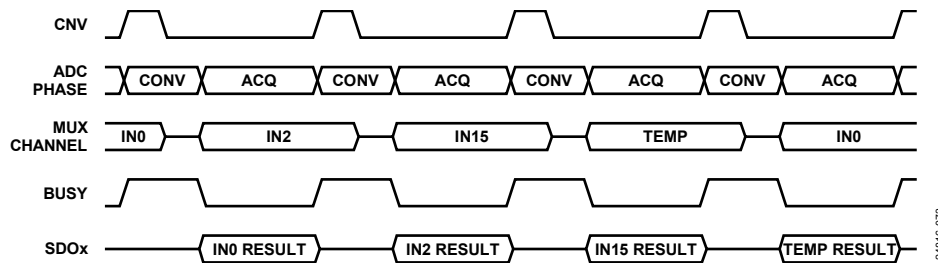 CNV
ADC PHASE CONV ACQ CONV ACQ CONV ACQ CONV ACQ
MUX CHANNEL IN0 IN2 IN15 TEMP IN0
BUSY
SDOx IN0 RESULT IN2 RESULT IN15 RESULT TEMP RESULT